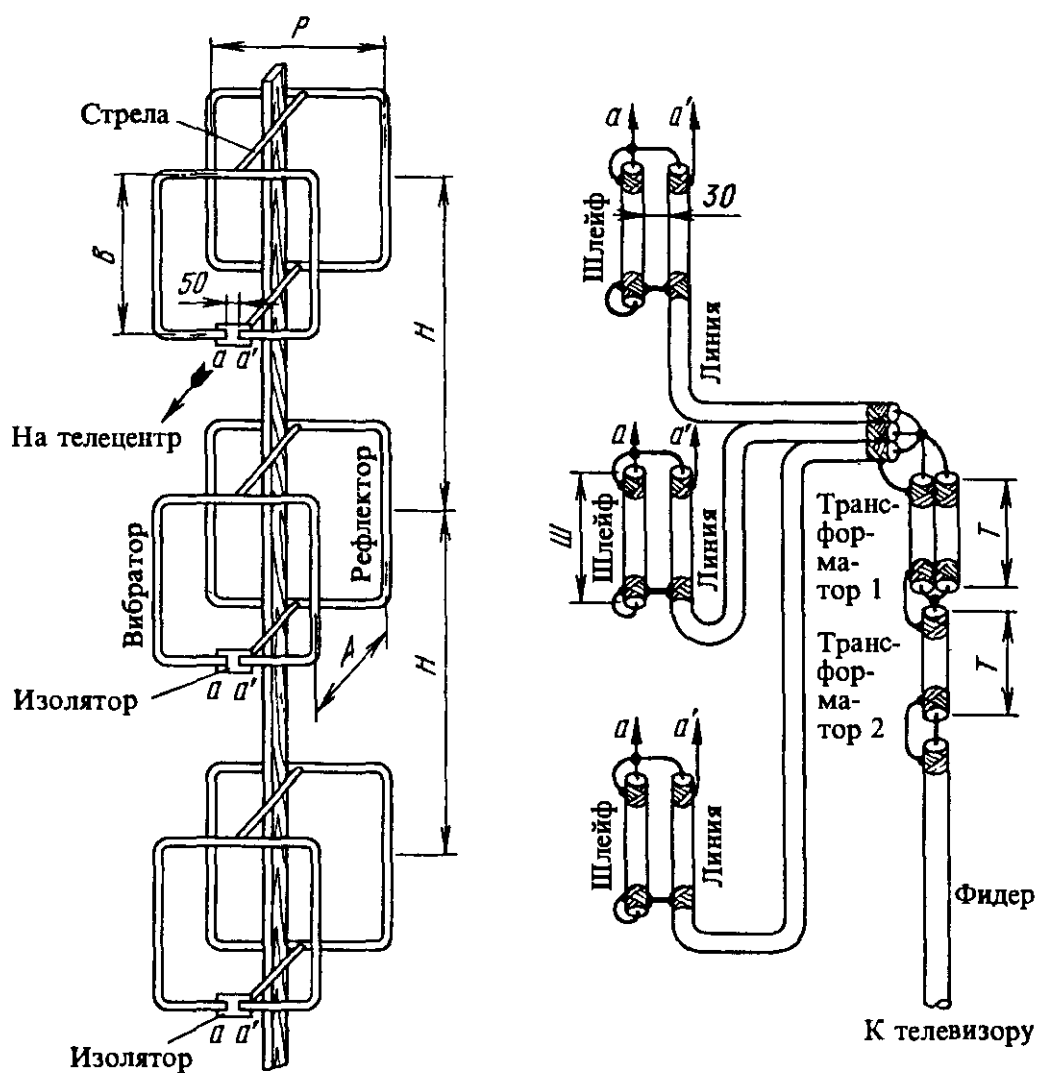 P
Стрела
В
50
а а'
На телецентр
Н
Вибратор
Рефлектор
Н
А
Изолятор
а а'
Изолятор
а а'
а а'
Шлейф
30
Линия
а а'
Ш
Шлейф
Линия
Транс-
фор-
ма-
тор 1
Т
Транс-
фор-
ма-
тор 2
Т
а а'
Шлейф
Линия
Фидер
К телевизору